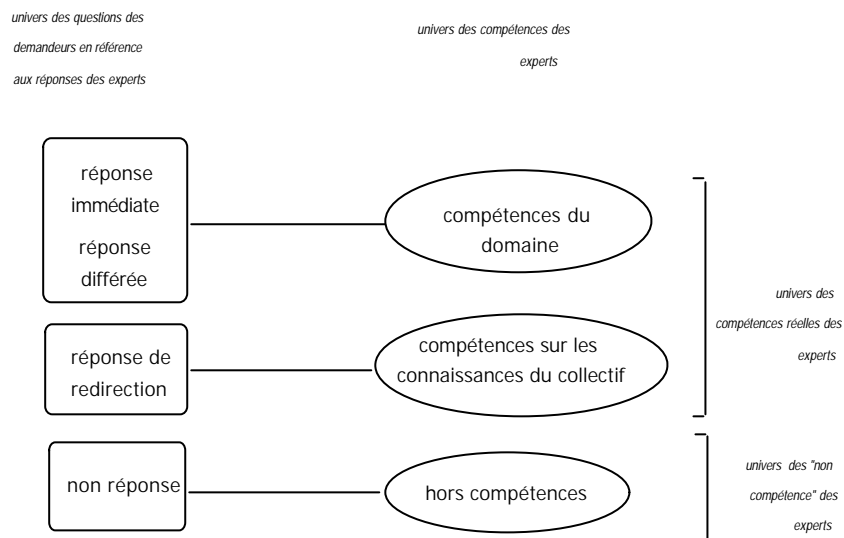 univers des questions des
demandeurs en référence
aux réponses des experts
univers des compétences des
experts
réponse
immédiate
réponse
différée
compétences du
domaine
univers des
compétences réelles des
experts
réponse de
redirection
compétences sur les
connaissances du collectif
non réponse
hors compétences
univers des "non
compétence" des
experts